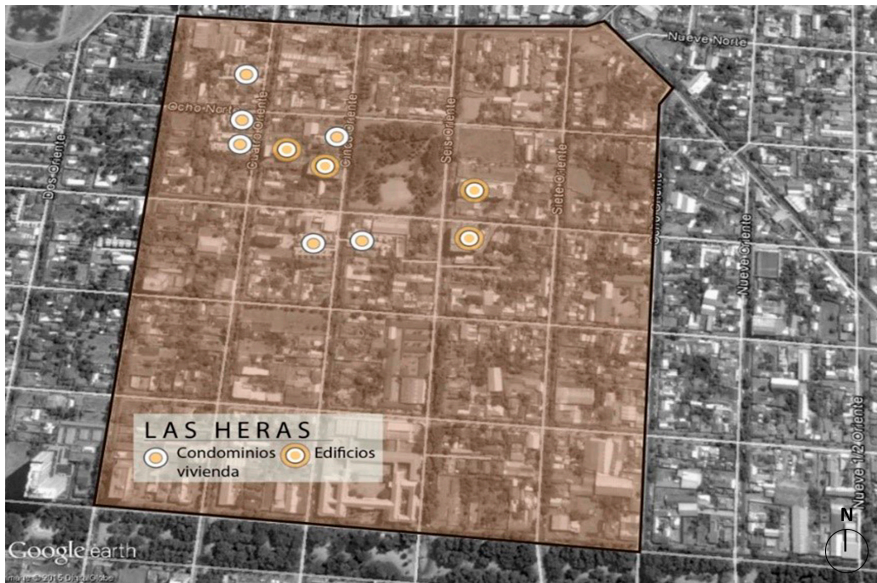 Nueve Norte
Ocho Norte
Cuatro Oriente
Cinco Oriente
Seis Oriente
Dos Oriente
Siete Oriente
Oriente
Nueve Oriente
LAS HERAS
Condominios
vivienda
Edificios
Nueve 1/2 Oriente
N
Google earth